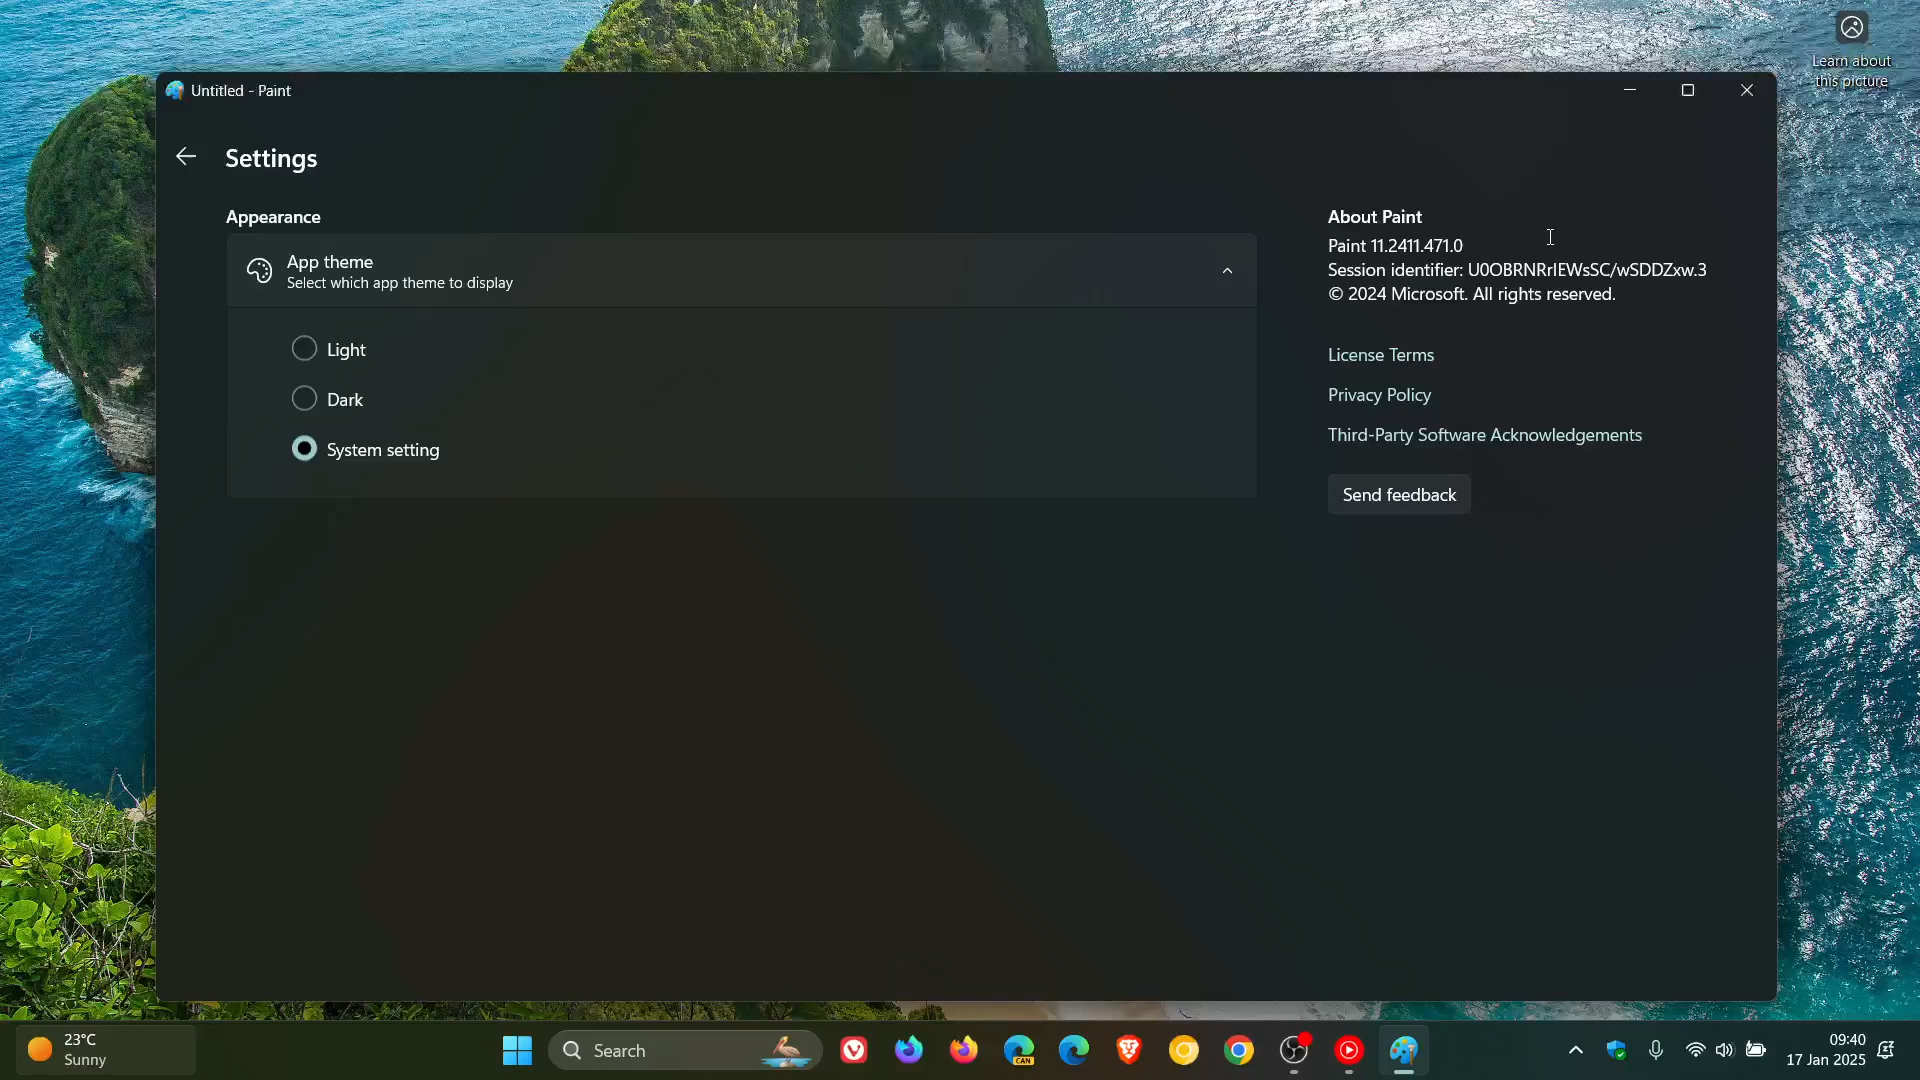 Learn about
this picture
Untitled - Paint
Settings
Appearance
App theme
Select which app theme to display
Light
Dark
System setting
About Paint
Paint 11.2411.471.0
Session identifier: U0OBRNRrIEWsSC/wSDDZxw.3
© 2024 Microsoft. All rights reserved.
License Terms
Privacy Policy
Third-Party Software Acknowledgements
Send feedback
23°C
Sunny
Search
CAN
09:40
17 Jan 2025